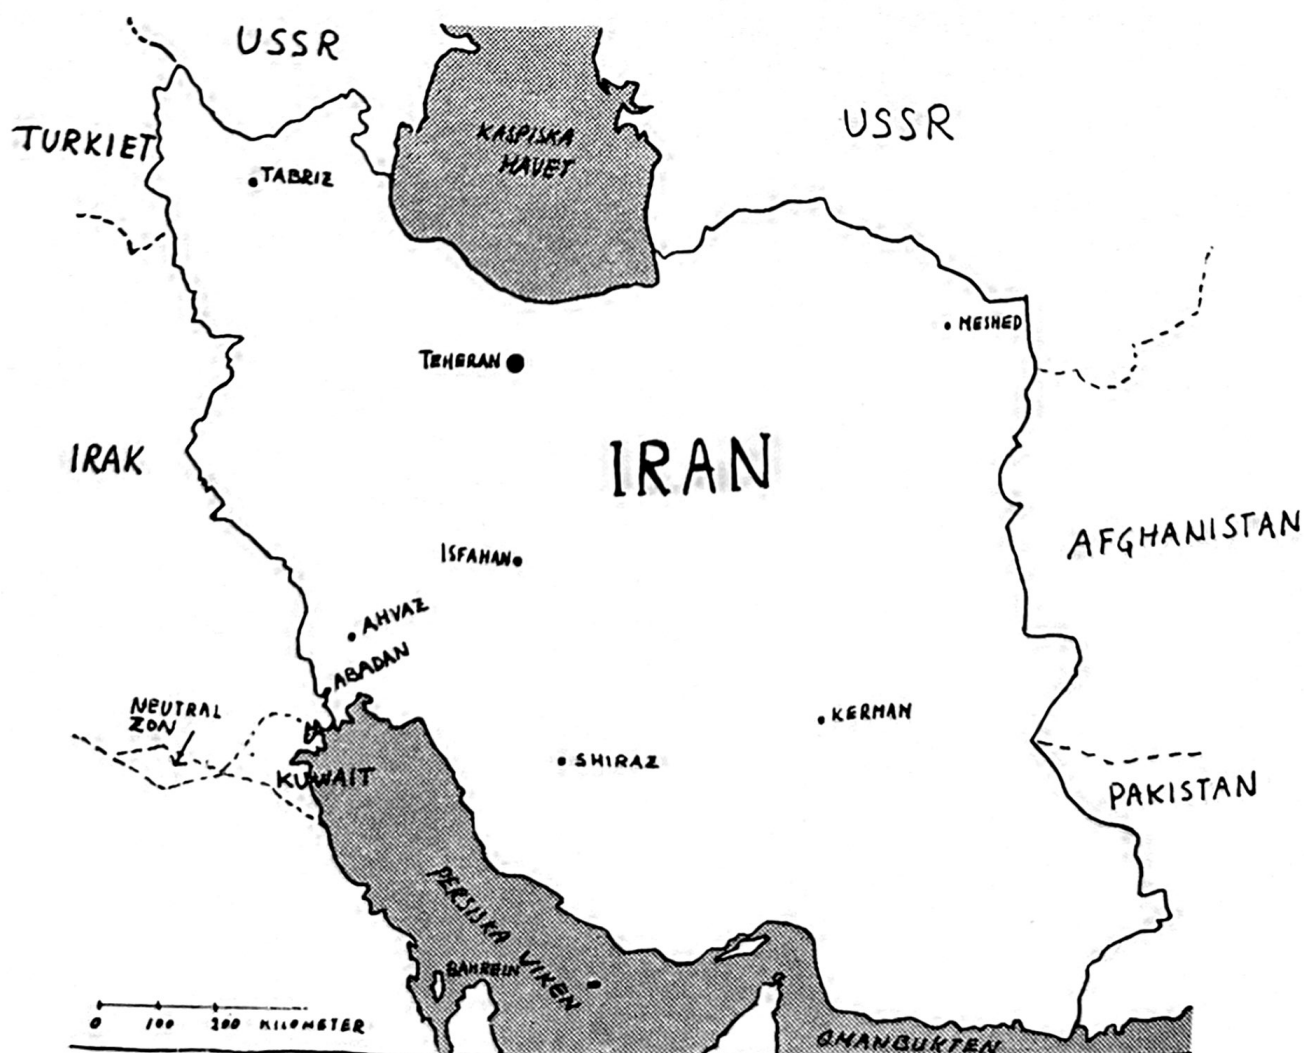 USSR
USSR
TURKIET
KASPISKA
HAVET
TABRIZ
MESHED
TEHERAN
IRAN
IRAK
AFGHANISTAN
ISFAHAN
AHVAZ
ABADAN
NEUTRAL
ZON
KERMAN
SHIRAZ
KUWAIT
PAKISTAN
PERSISKA VIKEN
BAHREIN
0 100 200 KILOMETER
OMANBUKTEN